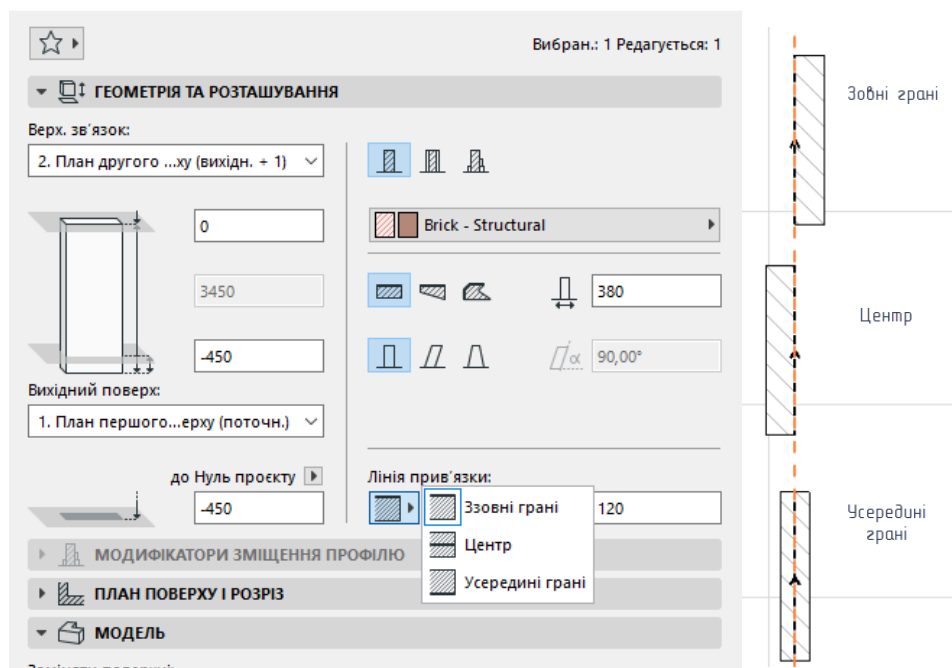 Вибран.: 1 Редагується: 1
ГЕОМЕТРІЯ ТА РОЗТАШУВАННЯ
Верх. зв'язок:
2. План другого ...ху (вихідн. + 1)
0
3450
-450
Вихідний поверх:
1. План першого...ерху (поточн.)
до Нуль проєкту
-450
Brick - Structural
380
α
90,00°
Лінія прив'язки:
120
Ззовні грані
Центр
Усередині грані
МОДИФІКАТОРИ ЗМІЩЕННЯ ПРОФІЛЮ
ПЛАН ПОВЕРХУ І РОЗРІЗ
МОДЕЛЬ
Зовні грані
Центр
Усередині
грані